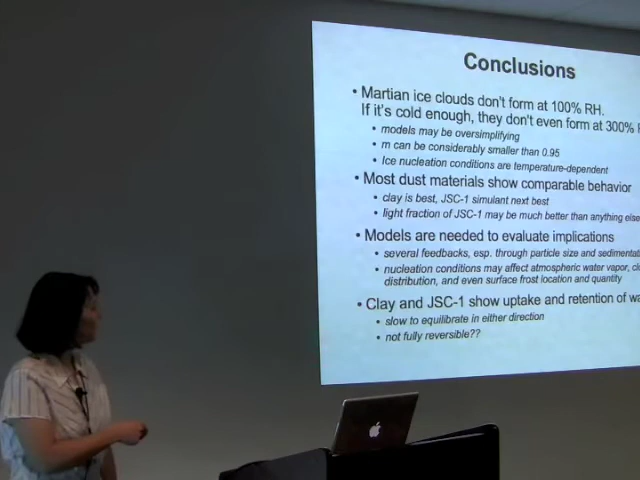 Conclusions
• Martian ice clouds don't form at 100% RH.
If it's cold enough, they don't even form at 300%
• models may be oversimplifying
• m can be considerably smaller than 0.95
• Ice nucleation conditions are temperature-dependent
• Most dust materials show comparable behavior
• clay is best, JSC-1 simulant next best
• light fraction of JSC-1 may be much better than anything else
• Models are needed to evaluate implications
• several feedbacks, esp. through particle size and
• nucleation conditions may affect atmospheric water vapor,
distribution, and even surface frost location and quantity
• Clay and JSC-1 show uptake and retention of
• slow to equilibrate in either direction
• not fully reversible??